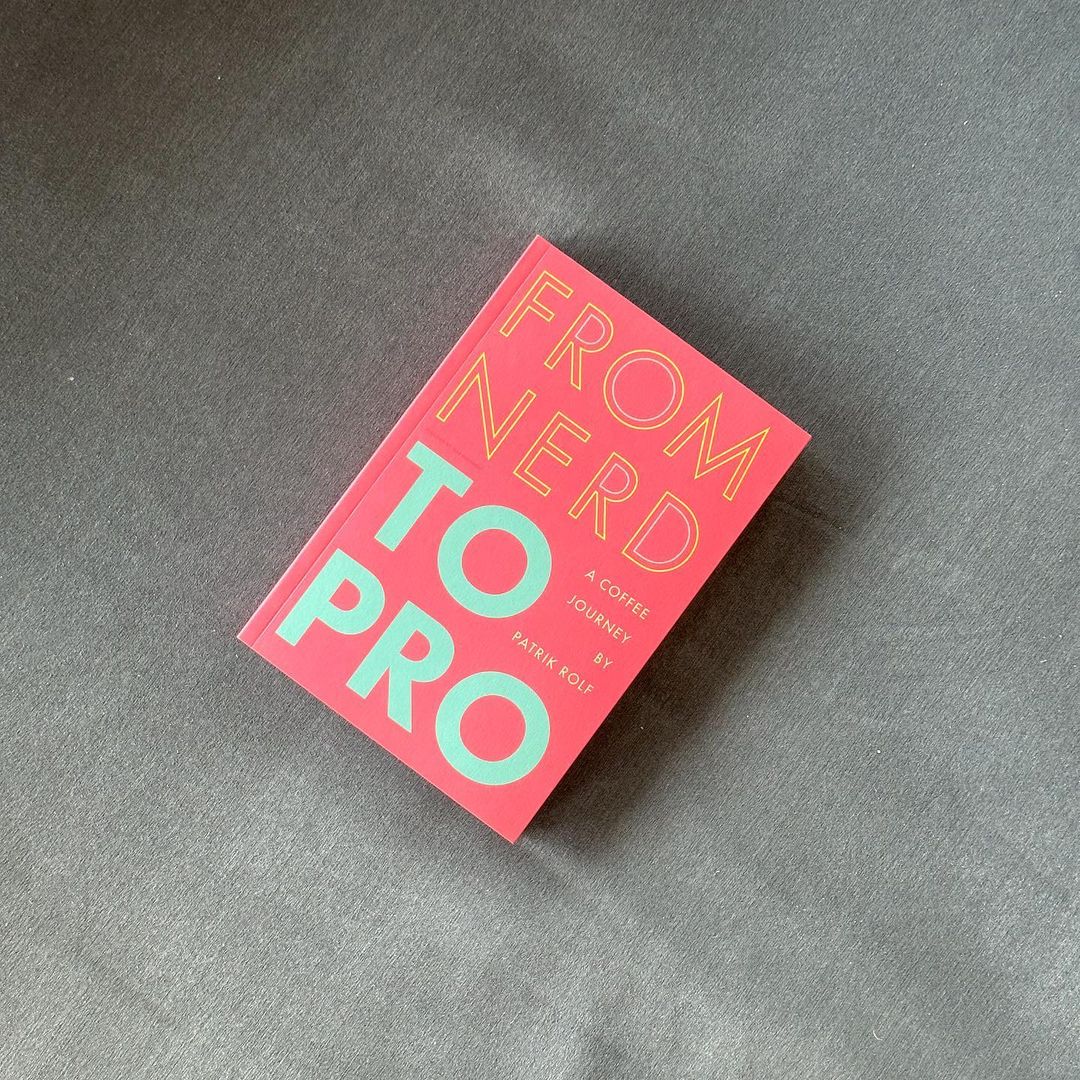 FROM
NERD
TO
PRO
A COFFEE
JOURNEY
BY
PATRIK ROLF